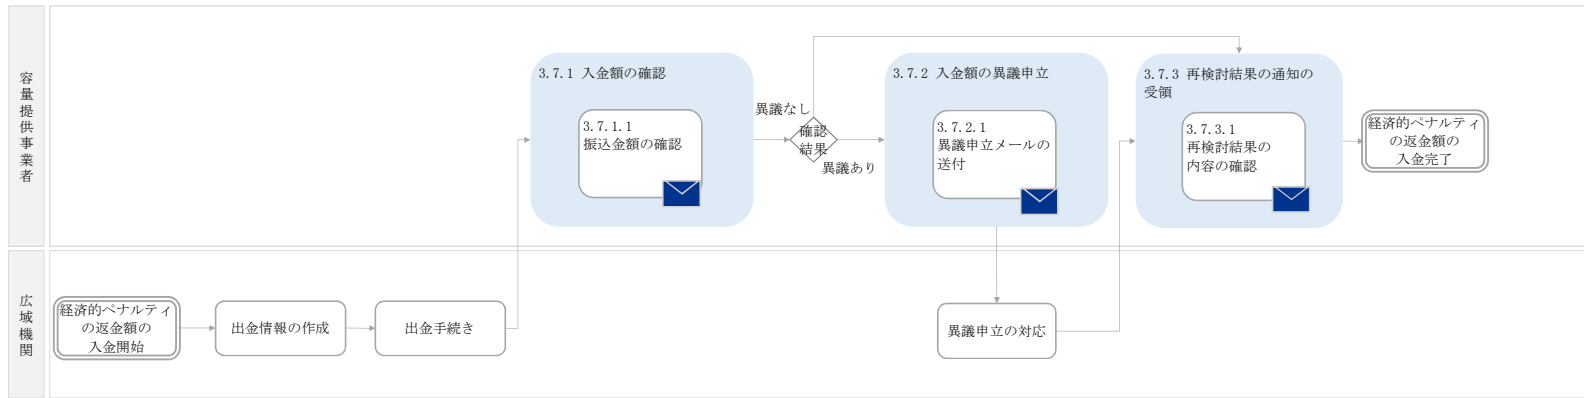 容量提供事業者
3.7.1 入金額の確認
3.7.1.1
振込金額の確認
異議なし
確認
結果
異議あり
3.7.2 入金額の異議申立
3.7.2.1
異議申立メールの
送付
3.7.3 再検討結果の通知の
受領
3.7.3.1
再検討結果の
内容の確認
経済的ペナルティ
の返金額の
入金完了
広域機関
経済的ペナルティ
の返金額の
入金開始
出金情報の作成
出金手続き
異議申立の対応